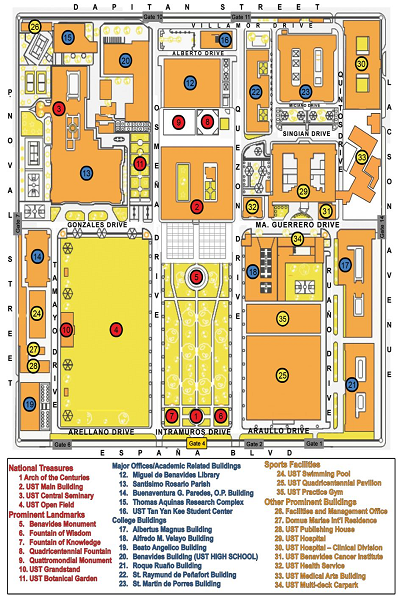 DAPITAN STREET
Gate 10
Gate 11
VILLAMOR DRIVE
26
15
20
ALBERTO DRIVE
16
12
22
23
30
P. NOVAL STREET
3
9
8
OSMEÑA DRIVE
QUEZON DRIVE
SINGIAN DRIVE
QUINTOS DRIVE
LACSON AVENUE
33
13
11
29
2
32
31
Gate 7
Gate 14
GONZALES DRIVE
MA. GUERRERO DRIVE
34
14
5
18
17
TAMAYO DRIVE
RUAÑO DRIVE
24
10
4
35
27
28
25
21
19
7
1
6
ARELLANO DRIVE
INTRAMUROS DRIVE
ARAULLO DRIVE
Gate 6
Gate 4
Gate 2
Gate 1
ESPAÑA BLVD
National Treasures
1 Arch of the Centuries
2. UST Main Building
3. UST Central Seminary
4. UST Open Field
Prominent Landmarks
5. Benavides Monument
6. Fountain of Wisdom
7. Fountain of Knowledge
8. Quadricentennial Fountain
9. Quattromondial Monument
10. UST Grandstand
11. UST Botanical Garden
Major Offices/Academic Related Buildings
12. Miguel de Benavides Library
13. Santisimo Rosario Parish
14. Buenaventura G. Paredes, O.P. Building
15. Thomas Aquinas Research Complex
16. UST Tan Yan Kee Student Center
College Buildings
17. Albertus Magnus Building
18. Alfredo M. Velayo Building
19. Beato Angelico Building
20. Benavides Building (UST HIGH SCHOOL)
21. Roque Ruaño Building
22. St. Raymund de Peñafort Building
23. St. Martin de Porres Building
Sports Facilities
24. UST Swimming Pool
25. UST Quadricentennial Pavilion
35. UST Practice Gym
Other Prominent Buildings
26. Facilities and Management Office
27. Domus Mariae Int'l Residence
28. UST Publishing House
29. UST Hospital
30. UST Hospital – Clinical Division
31. UST Benavides Cancer Institute
32. UST Health Service
33. UST Medical Arts Building
34. UST Multi-deck Carpark